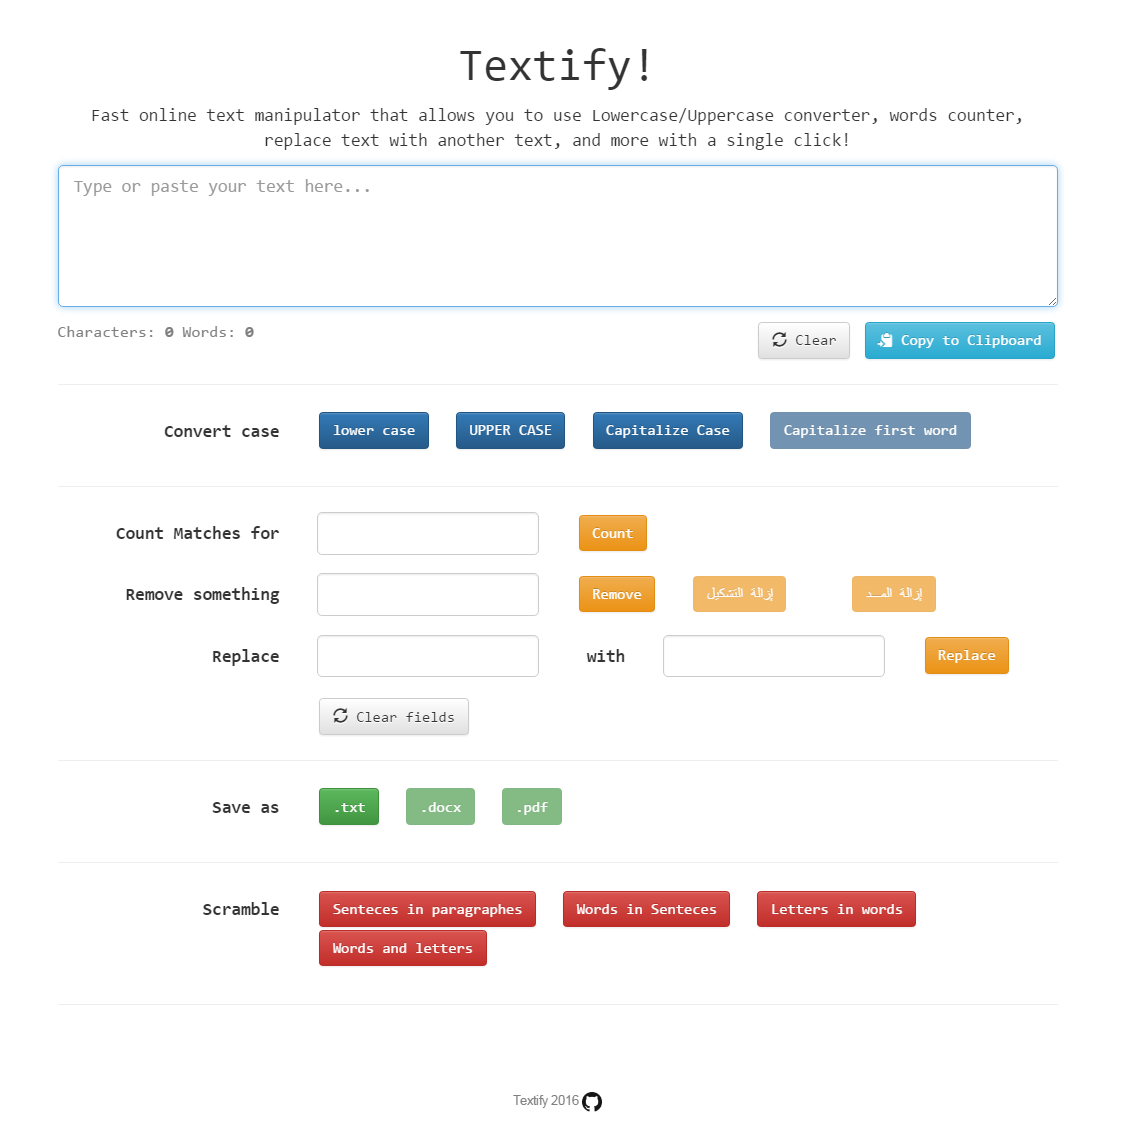 Textify!
Fast online text manipulator that allows you to use Lowercase/Uppercase converter, words counter,
replace text with another text, and more with a single click!
Type or paste your text here...
Characters: 0 Words: 0
Clear
Copy to Clipboard
Convert case
lower case
UPPER CASE
Capitalize Case
Capitalize first word
Count Matches for
Count
Remove something
Remove
إزالة التشكيل
إزالة المـــد
Replace
with
Replace
Clear fields
Save as
.txt
.docx
.pdf
Scramble
Senteces in paragraphes
Words in Senteces
Letters in words
Words and letters
Textify 2016